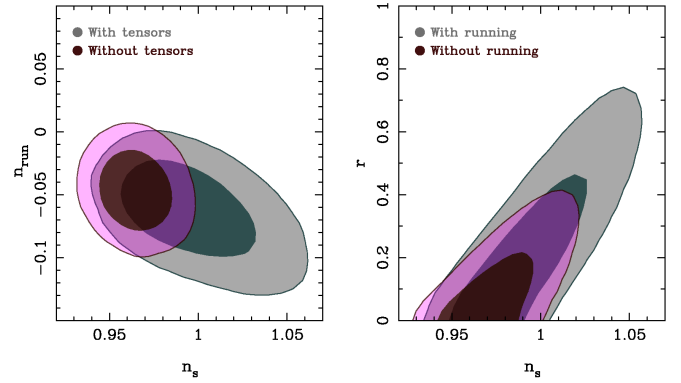 With tensors
Without tensors
0.05
0
−0.05
−0.1
n_run
0.95
1
1.05
n_s
With running
Without running
1
0.8
0.6
0.4
0.2
0
r
0.95
1
1.05
n_s